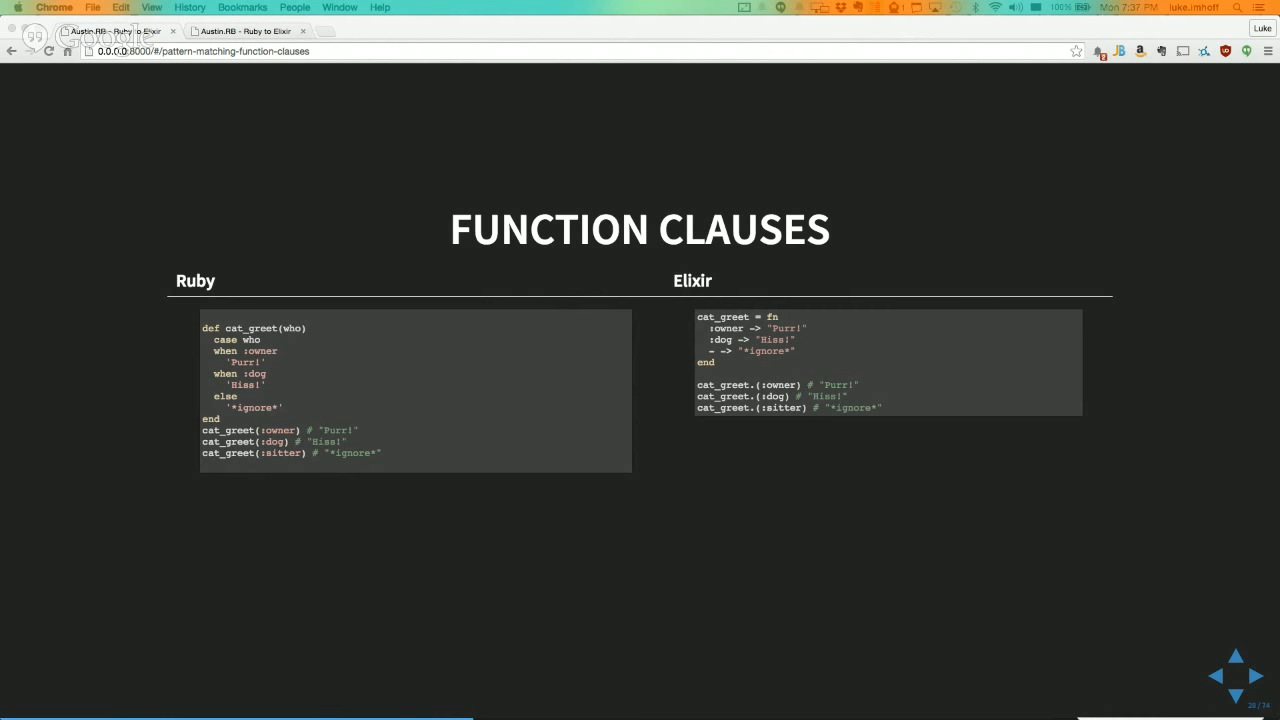 Chrome File Edit View History Bookmarks People Window Help 100% Mon 7:37 PM luke.imhoff
Google
Austin.RB - Ruby to Elixir Austin.RB - Ruby to Elixir Luke
0.0.0.0:8000/#/pattern-matching-function-clauses
FUNCTION CLAUSES
Ruby
def cat_greet(who)
case who
when :owner
'Purr!'
when :dog
'Hiss!'
else
'*ignore*'
end
cat_greet(:owner) # "Purr!"
cat_greet(:dog) # "Hiss!"
cat_greet(:sitter) # "*ignore*"
Elixir
cat_greet = fn
:owner -> "Purr!"
:dog -> "Hiss!"
_ -> "*ignore*"
end
cat_greet.(:owner) # "Purr!"
cat_greet.(:dog) # "Hiss!"
cat_greet.(:sitter) # "*ignore*"
28 / 74